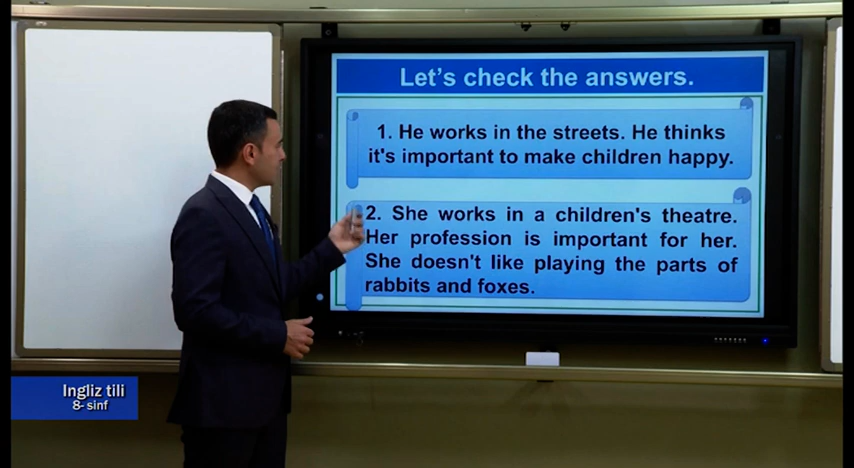 Let's check the answers.
1. He works in the streets. He thinks
it's important to make children happy.
2. She works in a children's theatre.
Her profession is important for her.
She doesn't like playing the parts of
rabbits and foxes.
Ingliz tili
8- sinf